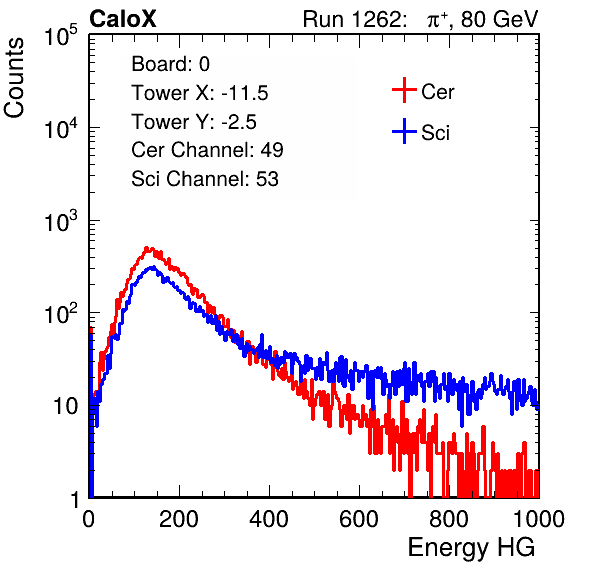 CaloX Run 1262: π⁺, 80 GeV
Counts
10⁵
10⁴
10³
10²
10
1
Board: 0
Tower X: -11.5
Tower Y: -2.5
Cer Channel: 49
Sci Channel: 53
Cer
Sci
0 200 400 600 800 1000
Energy HG